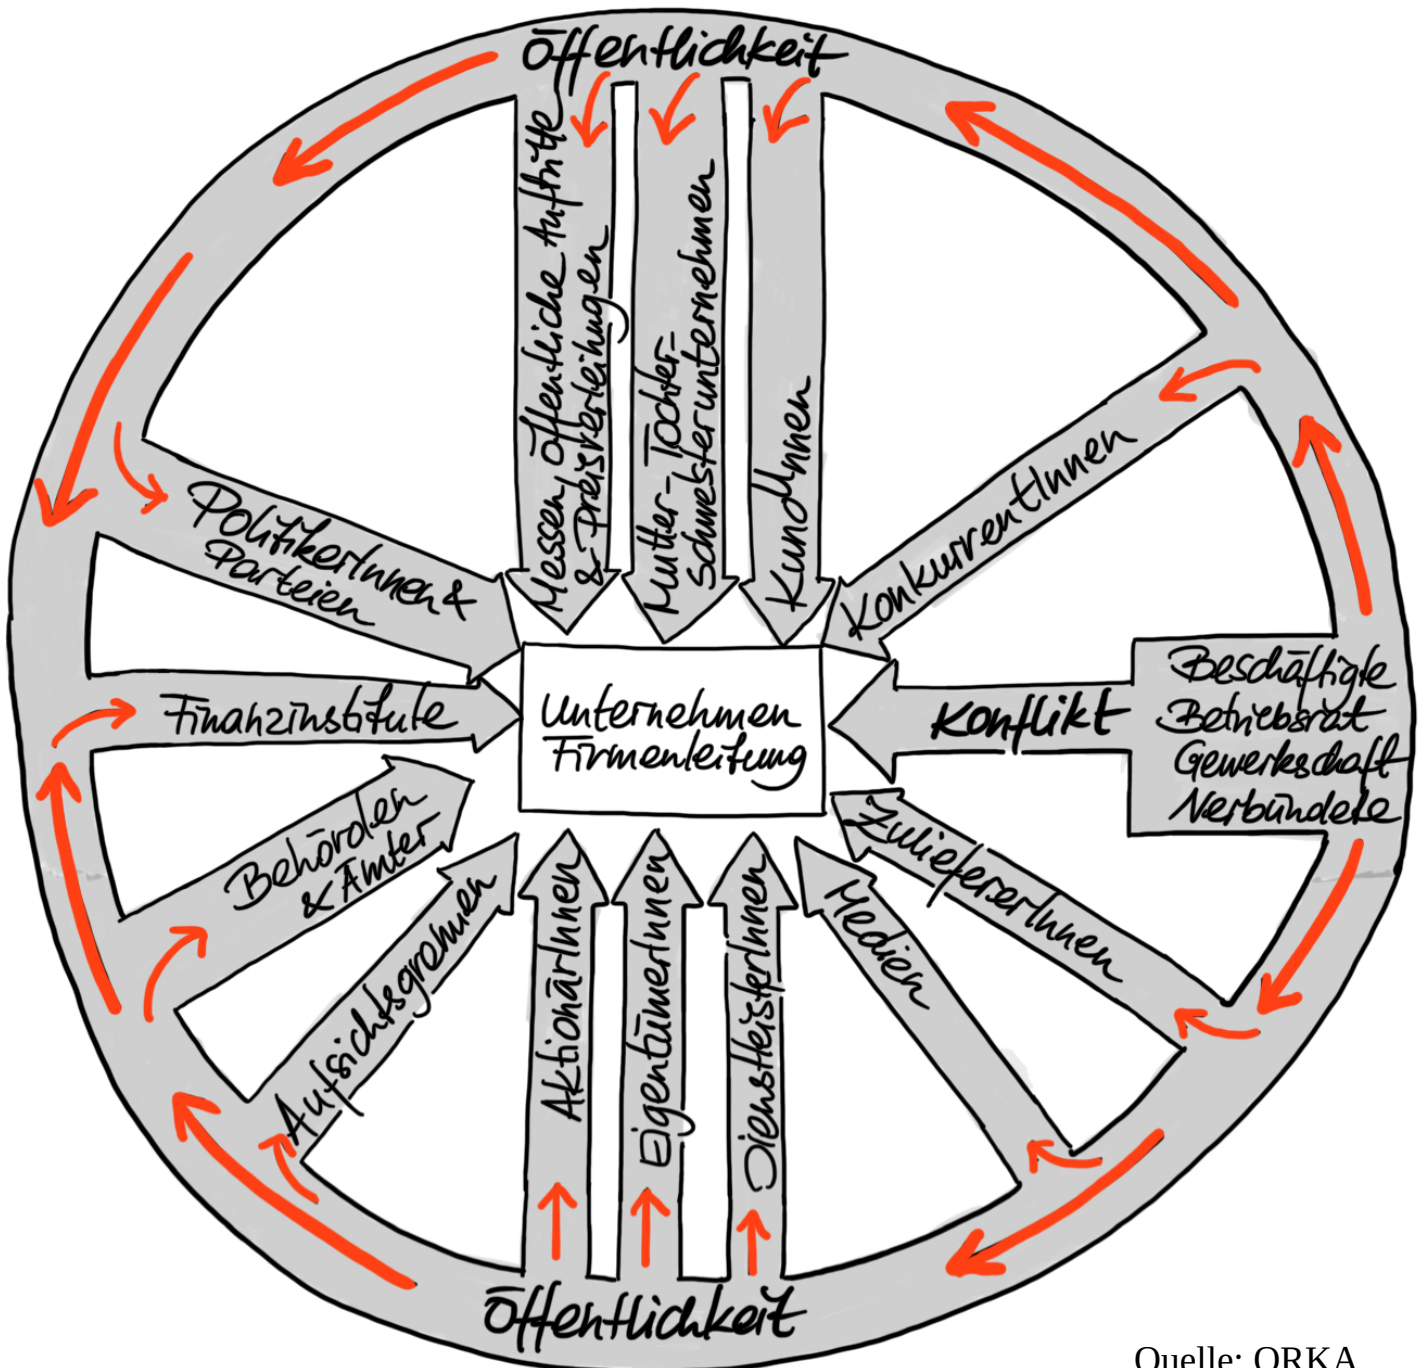 Öffentlichkeit
Messen, öffentliche Auftritte
& Preisverleihungen
Mutter- Tochter-
Schwesterunternehmen
KundInnen
KonkurrentInnen
PolitikerInnen &
Parteien
Finanzinstitute
Unternehmen
Firmenleitung
Konflikt
Beschäftigte
Betriebsrat
Gewerkschaft
Verbündete
Behörden
& Ämter
Aufsichtsgremien
AktionärInnen
EigentümerInnen
DienstleisterInnen
Medien
ZuliefererInnen
Öffentlichkeit
Quelle: ORKA